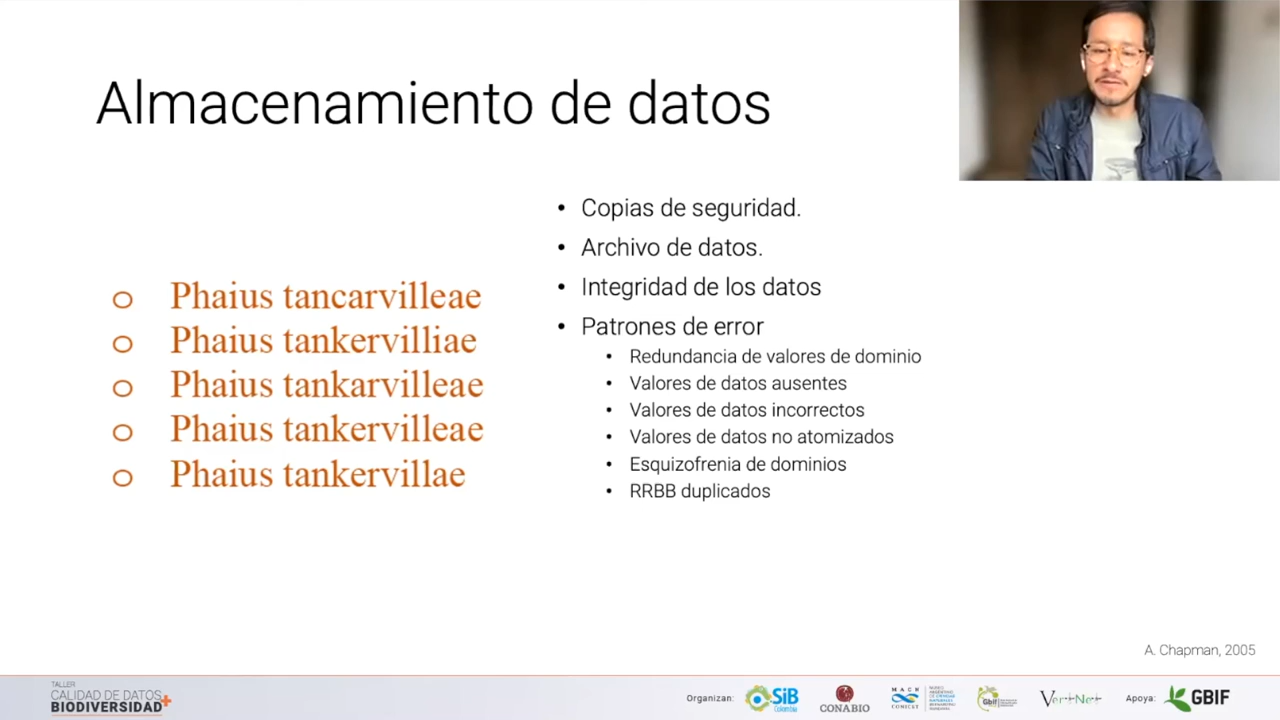 Almacenamiento de datos
o Phaius tancarvilleae
o Phaius tankervilliae
o Phaius tankarvilleae
o Phaius tankervilleae
o Phaius tankervillae
• Copias de seguridad.
• Archivo de datos.
• Integridad de los datos
• Patrones de error
• Redundancia de valores de dominio
• Valores de datos ausentes
• Valores de datos incorrectos
• Valores de datos no atomizados
• Esquizofrenia de dominios
• RRBB duplicados
A. Chapman, 2005
TALLER
CALIDAD DE DATOS
BIODIVERSIDAD+
Organizan:
SiB
Colombia
CONABIO
MACN
CONICET
GBIF
VertNet
Apoya:
GBIF